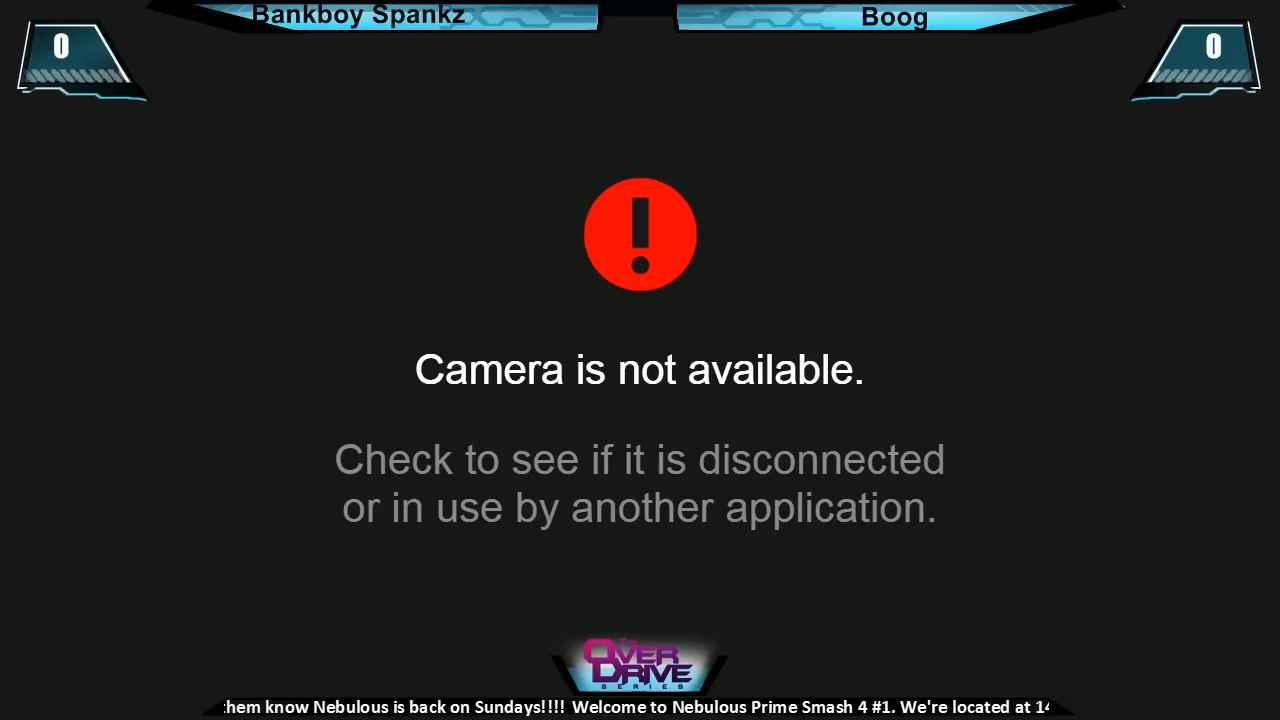 Bankboy Spankz
Boog
0
0
Camera is not available.
Check to see if it is disconnected
or in use by another application.
The
OVER
DRIVE
SERIES
them know Nebulous is back on Sundays!!!! Welcome to Nebulous Prime Smash 4 #1. We're located at 14